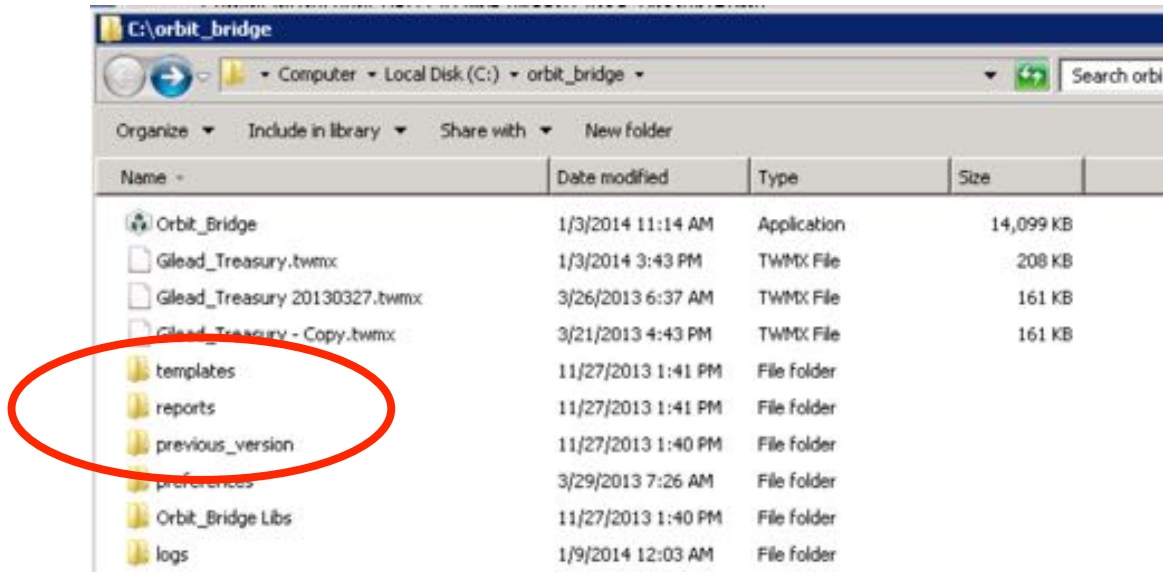 C:\orbit_bridge
Computer Local Disk (C:) orbit_bridge Search orbi
Organize Include in library Share with New folder
Name Date modified Type Size
Orbit_Bridge 1/3/2014 11:14 AM Application 14,099 KB
Gilead_Treasury.twmx 1/3/2014 3:43 PM TWMX File 208 KB
Gilead_Treasury 20130327.twmx 3/26/2013 6:37 AM TWMX File 161 KB
Gilead_Treasury - Copy.twmx 3/21/2013 4:43 PM TWMX File 161 KB
templates 11/27/2013 1:41 PM File folder
reports 11/27/2013 1:41 PM File folder
previous_version 11/27/2013 1:40 PM File folder
preferences 3/29/2013 7:26 AM File folder
Orbit_Bridge Libs 11/27/2013 1:40 PM File folder
logs 1/9/2014 12:03 AM File folder